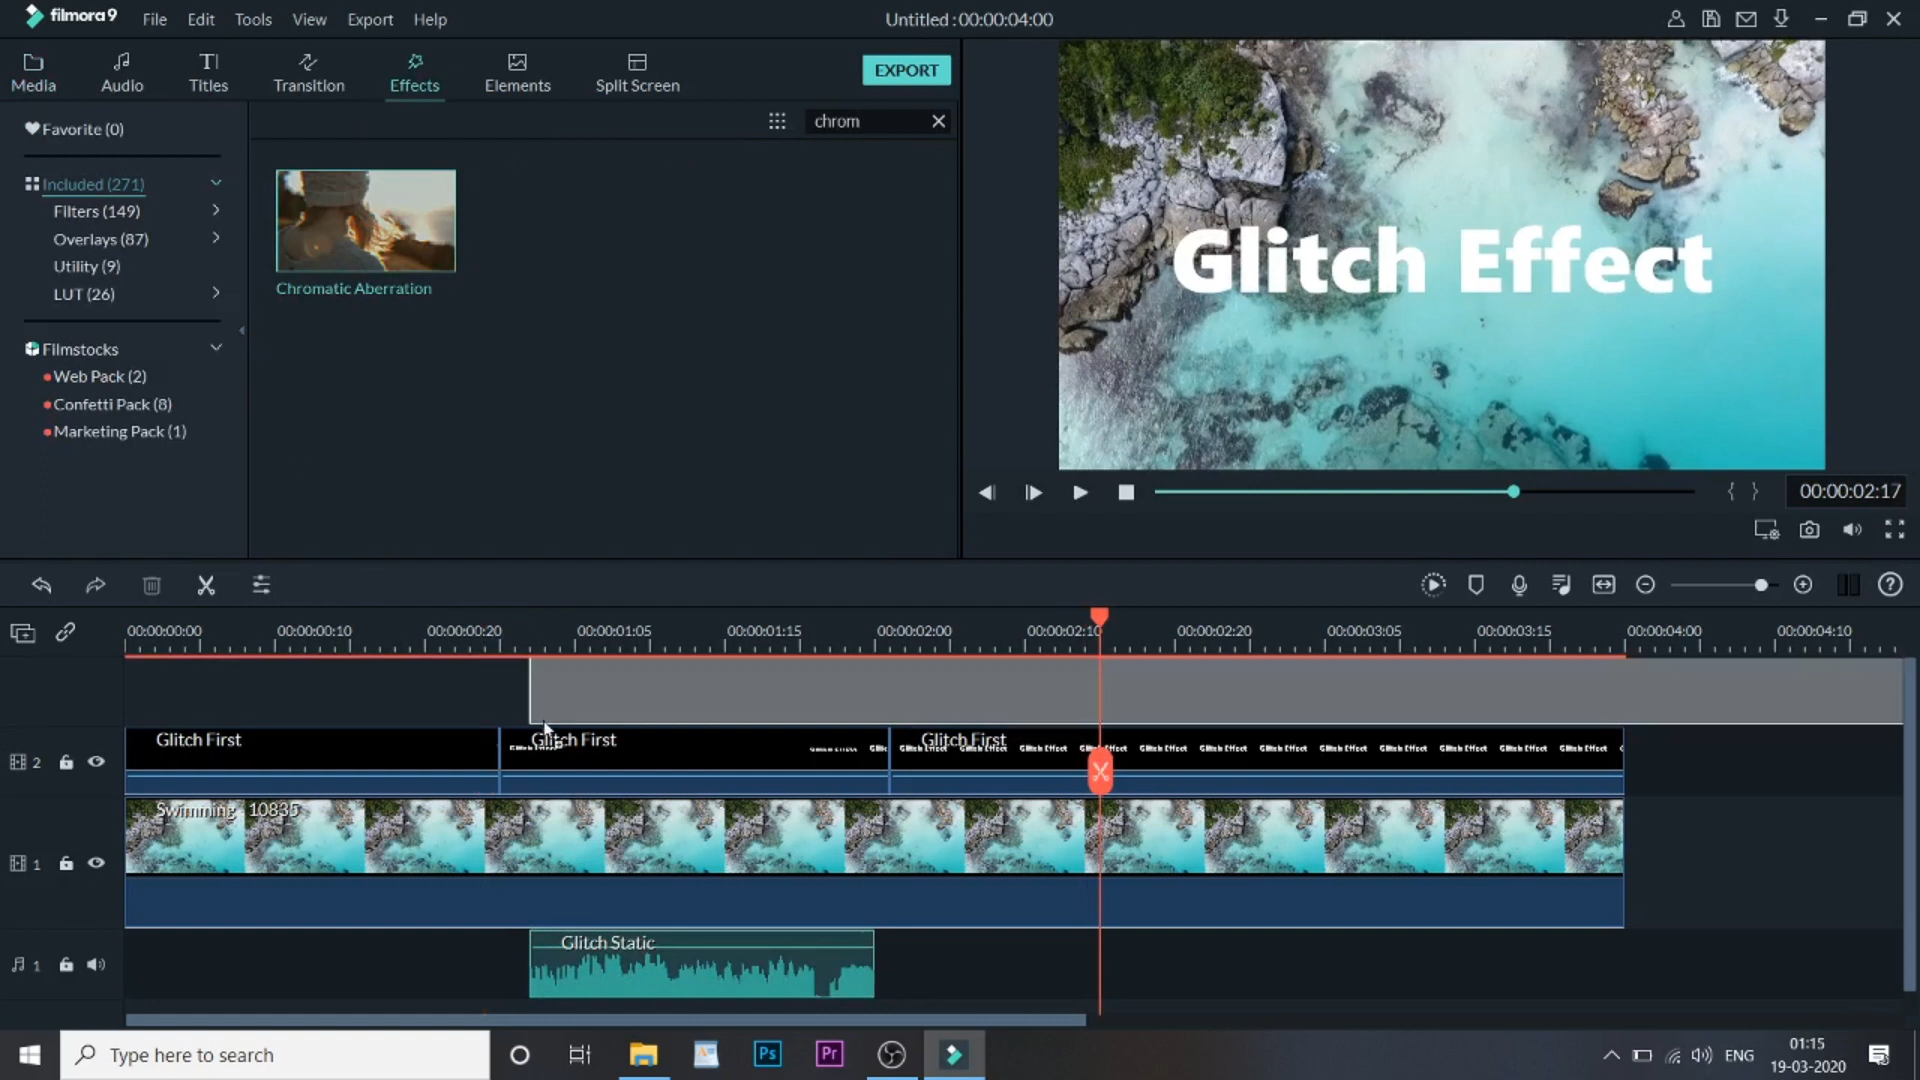 filmora9
File Edit Tools View Export Help
Untitled : 00:00:04:00
Media Audio Titles Transition Effects Elements Split Screen
EXPORT
Favorite (0)
chrom
Included (271)
Filters (149)
Overlays (87)
Utility (9)
LUT (26)
Chromatic Aberration
Filmstocks
Web Pack (2)
Confetti Pack (8)
Marketing Pack (1)
Glitch Effect
00:00:02:17
00:00:00:00 00:00:00:10 00:00:00:20 00:00:01:05 00:00:01:15 00:00:02:00 00:00:02:10 00:00:02:20 00:00:03:05 00:00:03:15 00:00:04:00 00:00:04:10
Glitch First Glitch First Glitch First
Glitch Effect Glitch Effect Glitch Effect Glitch Effect Glitch Effect Glitch Effect Glitch Effect Glitch Effect Glitch Effect
2
Swimming - 10835
1
Glitch Static
1
Type here to search
Ps
Pr
ENG
01:15
19-03-2020